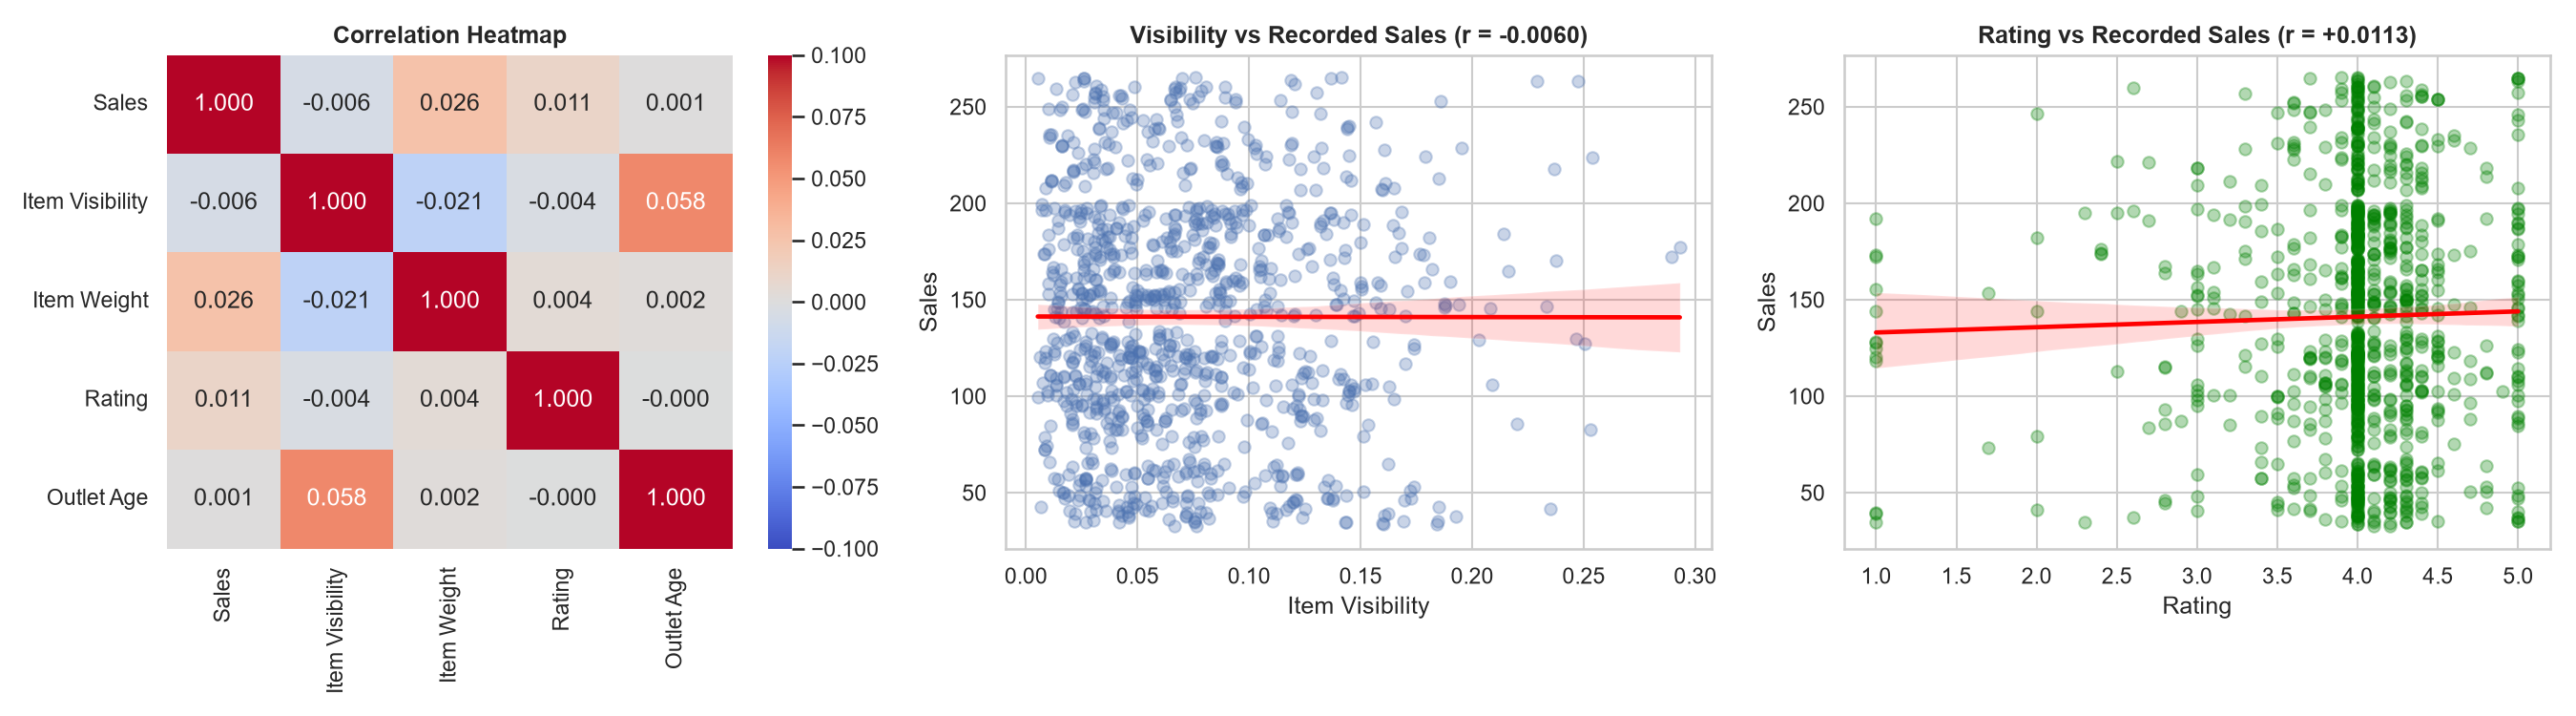 Correlation Heatmap
Sales
Item Visibility
Item Weight
Rating
Outlet Age
1.000 -0.006 0.026 0.011 0.001
-0.006 1.000 -0.021 -0.004 0.058
0.026 -0.021 1.000 0.004 0.002
0.011 -0.004 0.004 1.000 -0.000
0.001 0.058 0.002 -0.000 1.000
Sales
Item Visibility
Item Weight
Rating
Outlet Age
0.100
0.075
0.050
0.025
0.000
−0.025
−0.050
−0.075
−0.100
Visibility vs Recorded Sales (r = -0.0060)
Sales
250
200
150
100
50
0.00 0.05 0.10 0.15 0.20 0.25 0.30
Item Visibility
Rating vs Recorded Sales (r = +0.0113)
Sales
250
200
150
100
50
1.0 1.5 2.0 2.5 3.0 3.5 4.0 4.5 5.0
Rating